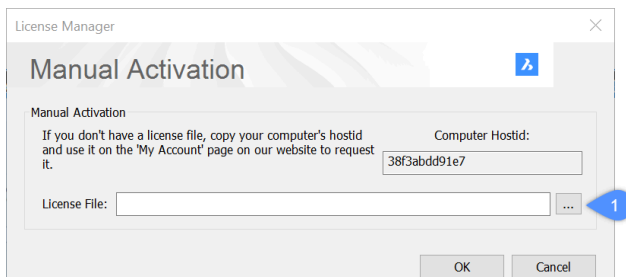 License Manager
Manual Activation
Manual Activation
If you don't have a license file, copy your computer's hostid
and use it on the 'My Account' page on our website to request
it.
Computer Hostid:
38f3abdd91e7
License File:
...
1
OK Cancel